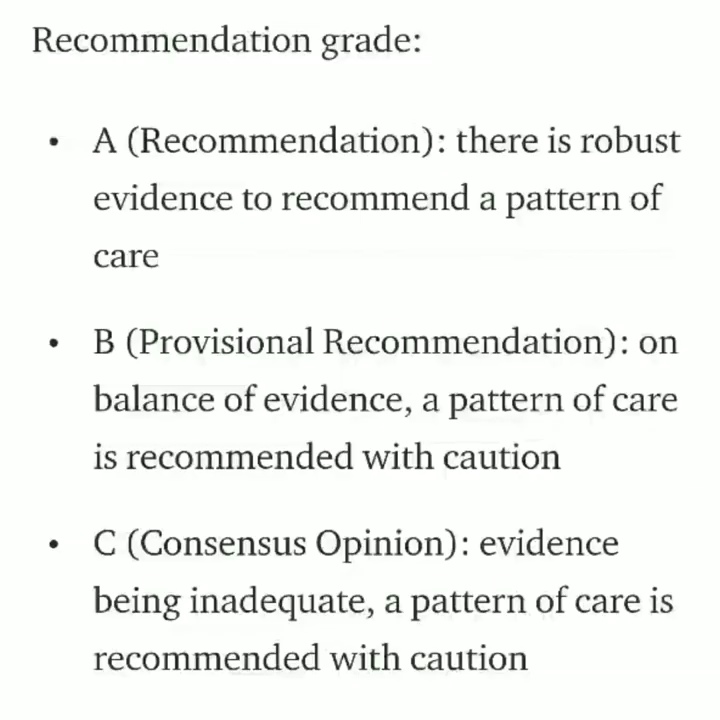 Recommendation grade:
• A (Recommendation): there is robust
evidence to recommend a pattern of
care
• B (Provisional Recommendation): on
balance of evidence, a pattern of care
is recommended with caution
• C (Consensus Opinion): evidence
being inadequate, a pattern of care is
recommended with caution